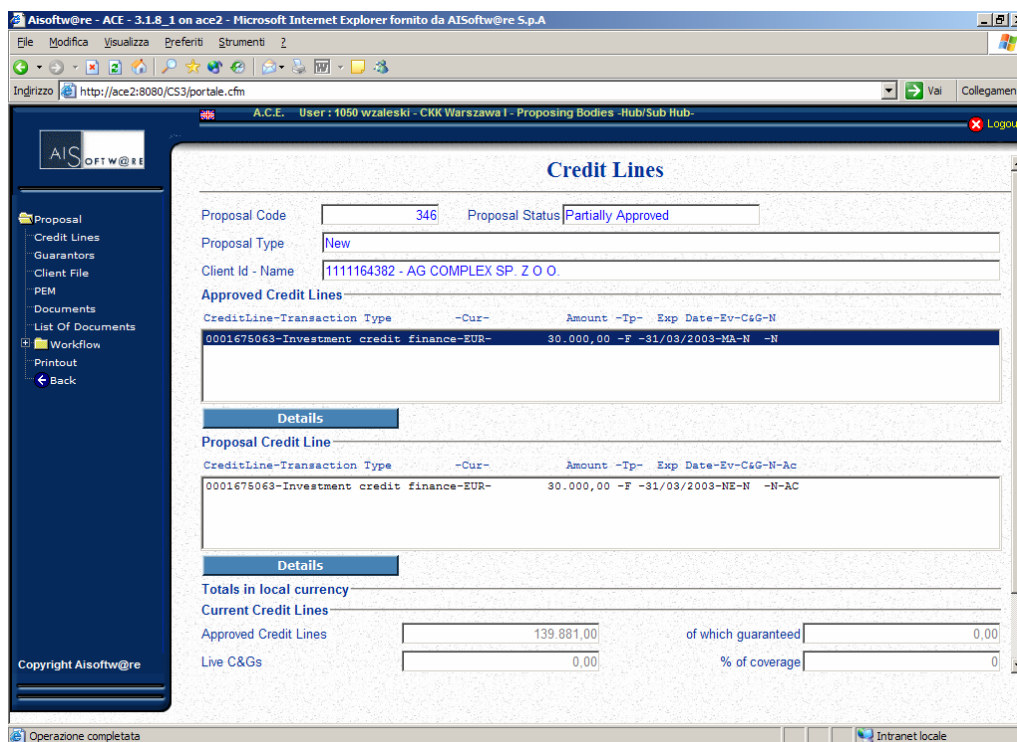 Aisoftw@re - ACE - 3.1.8_1 on ace2 - Microsoft Internet Explorer fornito da AISoftw@re S.p.A
File Modifica Visualizza Preferiti Strumenti ?
Indirizzo http://ace2:8080/CS3/portale.cfm Vai Collegamen
A.C.E. User : 1050 wzaleski - CKK Warszawa I - Proposing Bodies -Hub/Sub Hub-
Logou
AISOFTW@RE
Credit Lines
Proposal
Credit Lines
Guarantors
Client File
PEM
Documents
List Of Documents
Workflow
Printout
Back
Proposal Code 346 Proposal Status Partially Approved
Proposal Type New
Client Id - Name 1111164382 - AG COMPLEX SP. Z O O.
Approved Credit Lines
CreditLine-Transaction Type -Cur- Amount -Tp- Exp Date-Ev-C&G-N
0001675063-Investment credit finance-EUR- 30.000,00 -F -31/03/2003-MA-N -N
Details
Proposal Credit Line
CreditLine-Transaction Type -Cur- Amount -Tp- Exp Date-Ev-C&G-N-Ac
0001675063-Investment credit finance-EUR- 30.000,00 -F -31/03/2003-NE-N -N-AC
Details
Totals in local currency
Current Credit Lines
Approved Credit Lines 139.881,00 of which guaranteed 0,00
Live C&Gs 0,00 % of coverage 0
Copyright Aisoftw@re
Operazione completata Intranet locale